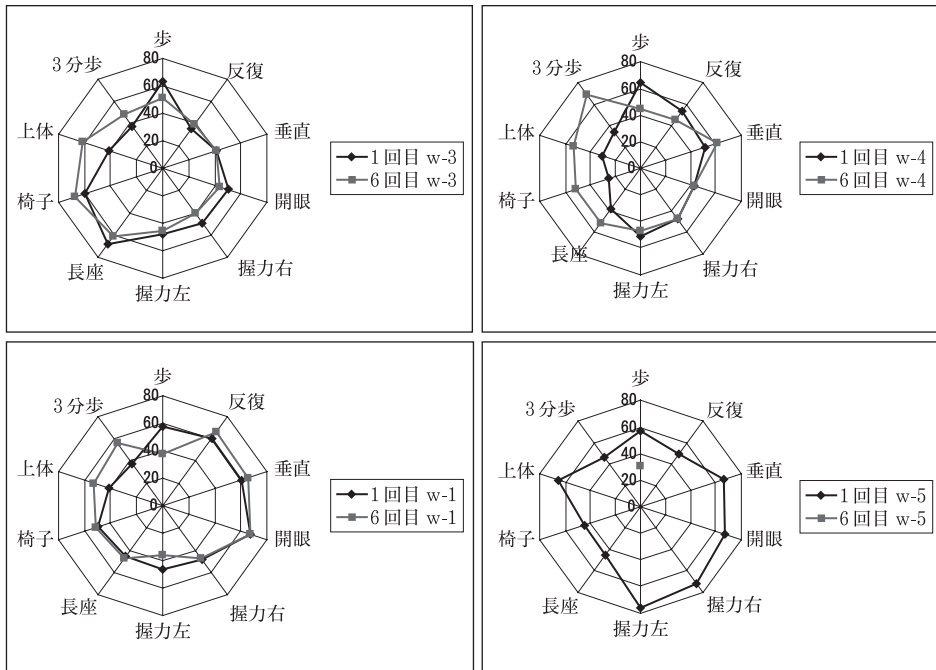 歩
反復
垂直
開眼
握力右
握力左
長座
椅子
上体
3分歩
80
60
40
20
0
1回目 w-3
6回目 w-3
歩
反復
垂直
開眼
握力右
握力左
長座
椅子
上体
3分歩
80
60
40
20
0
1回目 w-4
6回目 w-4
歩
反復
垂直
開眼
握力右
握力左
長座
椅子
上体
3分歩
80
60
40
20
0
1回目 w-1
6回目 w-1
歩
反復
垂直
開眼
握力右
握力左
長座
椅子
上体
3分歩
80
60
40
20
0
1回目 w-5
6回目 w-5